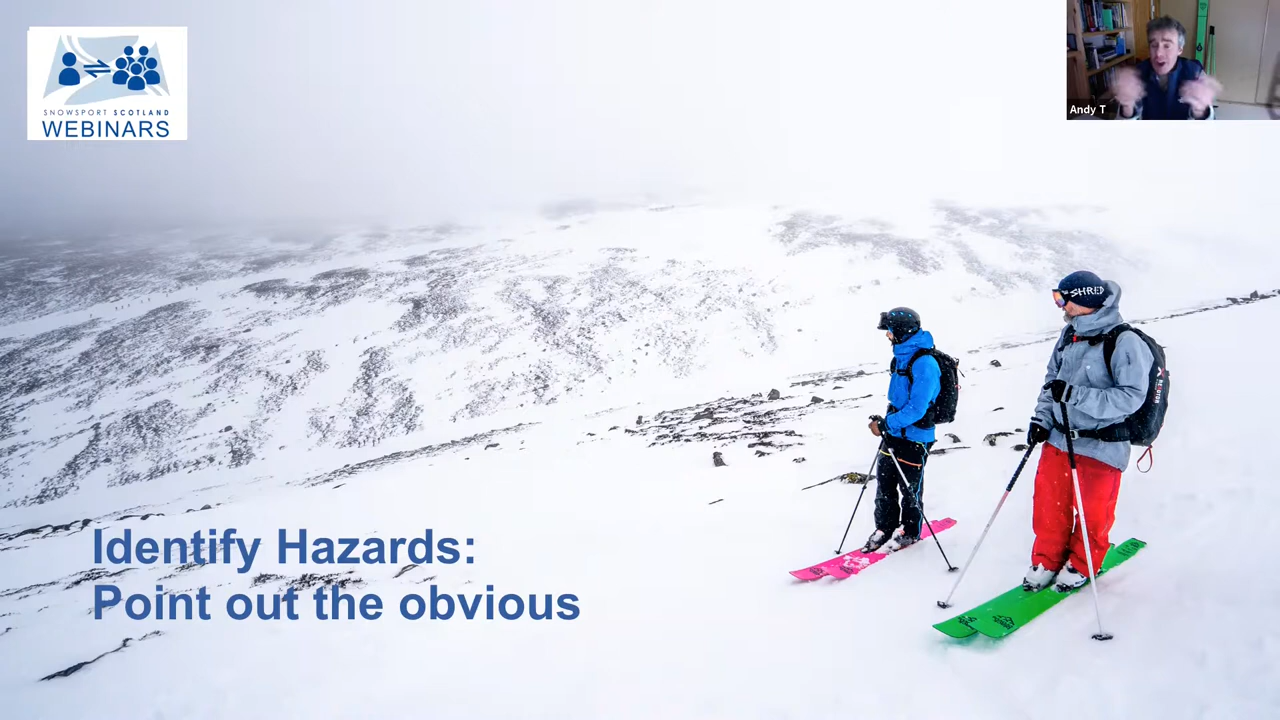 SNOWSPORT SCOTLAND
WEBINARS
Andy T
SHRED
Identify Hazards:
Point out the obvious